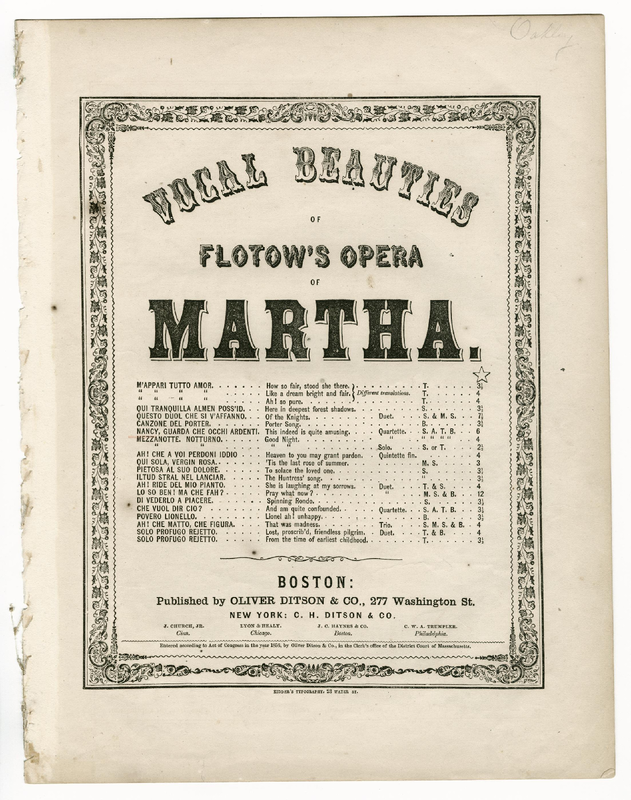 Oakley
VOCAL BEAUTIES
OF
FLOTOW'S OPERA
OF
MARTHA.
M'APPARI TUTTO AMOR. How so fair, stood she there. T. 3½
" " " " Like a dream bright and fair. Different translations. T. 4
" " " " Ah! so pure. T. 4
QUI TRANQUILLA ALMEN POSS'IO. Here in deepest forest shadows. S. 3½
QUESTO DUOL CHE SI V'AFFANNO. Of the Knights. Duet. S. & M. S. 7½
CANZONE DEL PORTER. Porter Song. B. 3½
NANCY, GUARDA CHE OCCHI ARDENTI. This indeed is quite amusing. Quartette. S. A. T. B. 6
MEZZANOTTE. NOTTURNO. Good Night. " " " " " 4
" " " " Solo. S. or T. 2½
AH! CHE A VOI PERDONI IDDIO Heaven to you may grant pardon. Quintette fin. 4
QUI SOLA, VERGIN ROSA. 'Tis the last rose of summer. M. S. 3
PIETOSA AL SUO DOLORE. To solace the loved one. S. 3½
ILTUD STRAL NEL LANCIAR. The Huntress' song. " 3½
AH! RIDE DEL MIO PIANTO. She is laughing at my sorrows. Duet. T. & S. 4
LO SO BEN! MA CHE FAH? Pray what now? " M. S. & B. 12
DI VEDERLO A PIACERE. Spinning Rondo. S. 3½
CHE VUOL DIR CIO? And am quite confounded. Quartette. S. A. T. B. 3½
POVERO LIONELLO. Lionel ah! unhappy. B. 3½
AH! CHE MATTO, CHE FIGURA. That was madness. Trio. S. M. S. & B. 4
SOLO PROFUGO REJETTO. Lost, proscrib'd, friendless pilgrim. Duet. T. & B. 4
SOLO PROFUGO REJETTO. From the time of earliest childhood. T. 3½
BOSTON:
Published by OLIVER DITSON & CO., 277 Washington St.
NEW YORK: C. H. DITSON & CO.
J. CHURCH, JR. LYON & HEALY. J. C. HAYNES & CO. C. W. A. TRUMPLER.
Cinn. Chicago. Boston. Philadelphia.
Entered according to Act of Congress in the year 1858, by Oliver Ditson & Co., in the Clerk's office of the District Court of Massachusetts.
TYPOGRAPHY, 23 WATER ST.